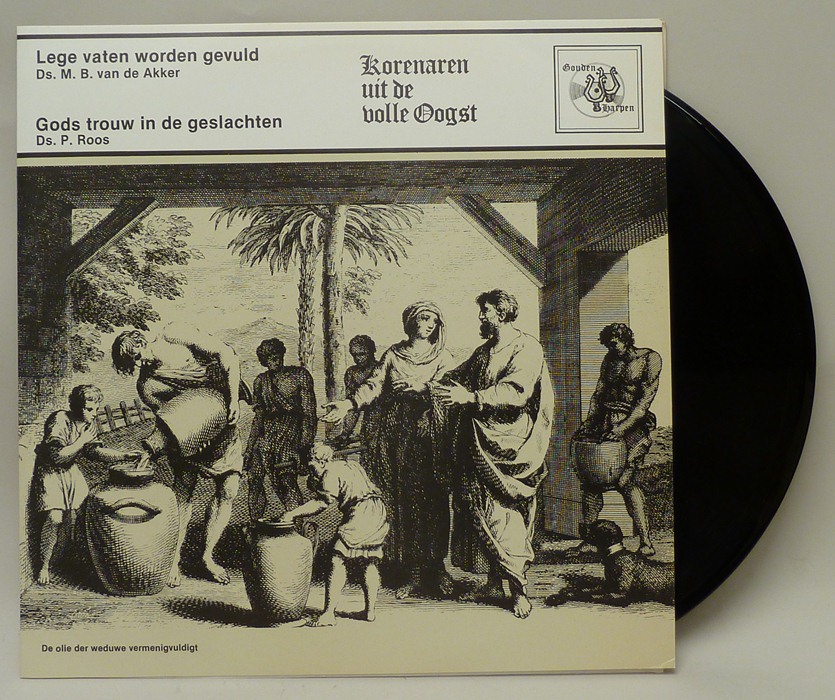 Lege vaten worden gevuld
Ds. M. B. van de Akker
Gods trouw in de geslachten
Ds. P. Roos
Korenaren
uit de
volle Oogst
Gouden
Harpen
De olie der weduwe vermenigvuldigt